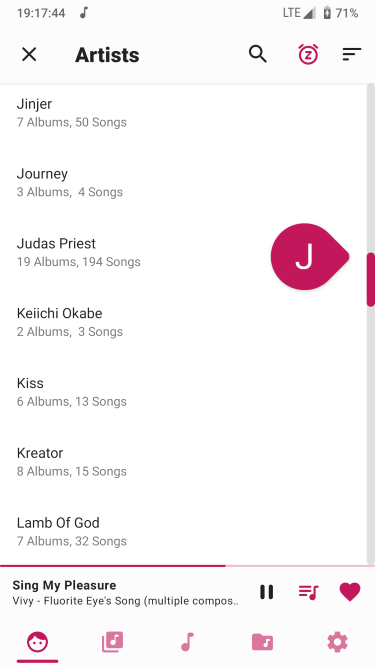 19:17:44 LTE 71%
Artists
Jinjer
7 Albums, 50 Songs
Journey
3 Albums, 4 Songs
Judas Priest
19 Albums, 194 Songs
J
Keiichi Okabe
2 Albums, 3 Songs
Kiss
6 Albums, 13 Songs
Kreator
8 Albums, 15 Songs
Lamb Of God
7 Albums, 32 Songs
Sing My Pleasure
Vivy - Fluorite Eye's Song (multiple compos..